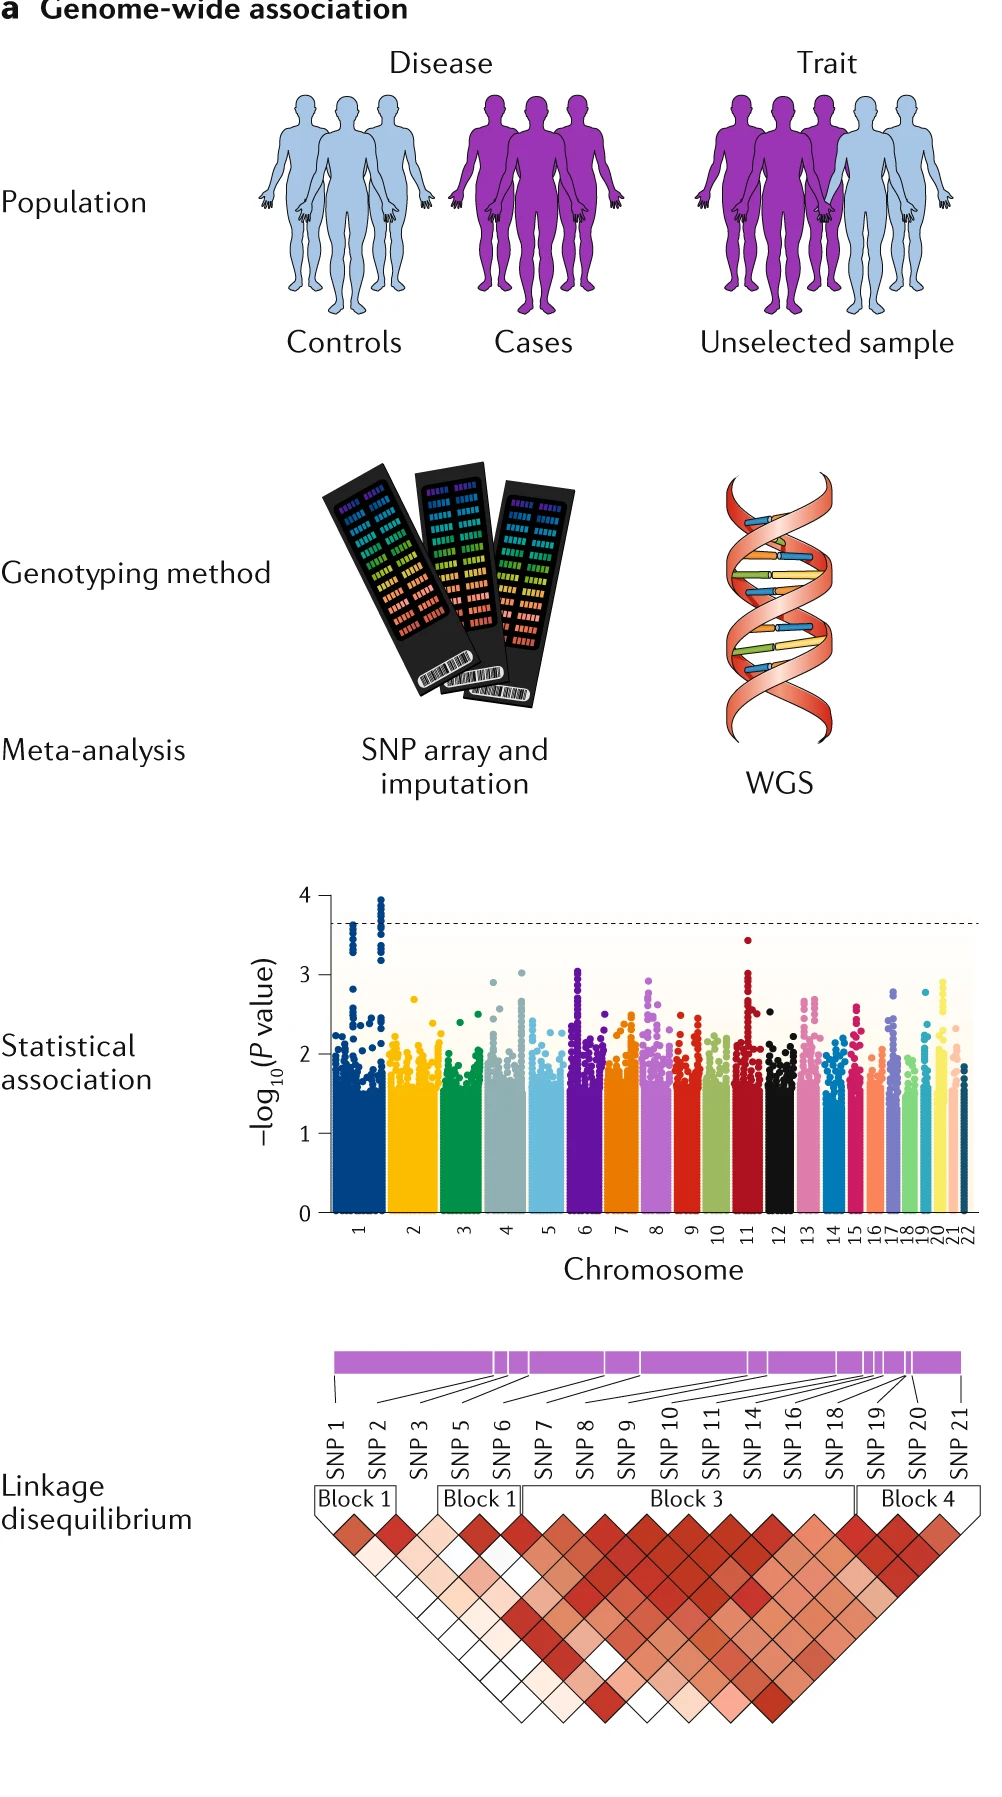 a Genome-wide association
Disease
Trait
Population
Controls
Cases
Unselected sample
Genotyping method
Meta-analysis
SNP array and
imputation
WGS
Statistical
association
–log10(P value)
4
3
2
1
0
1 2 3 4 5 6 7 8 9 10 11 12 13 14 15 16 17 18 19 20 21 22
Chromosome
SNP 1
SNP 2
SNP 3
SNP 5
SNP 6
SNP 7
SNP 8
SNP 9
SNP 10
SNP 11
SNP 14
SNP 16
SNP 18
SNP 19
SNP 20
SNP 21
Linkage
disequilibrium
Block 1
Block 1
Block 3
Block 4